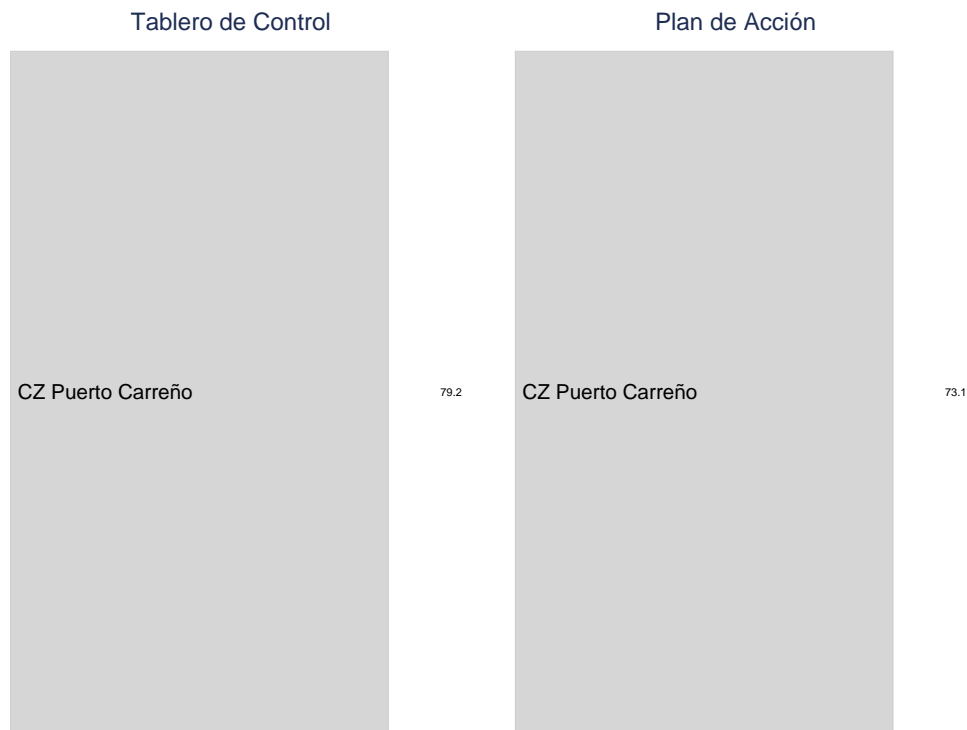 Tablero de Control
CZ Puerto Carreño 79.2
Plan de Acción
CZ Puerto Carreño 73.1